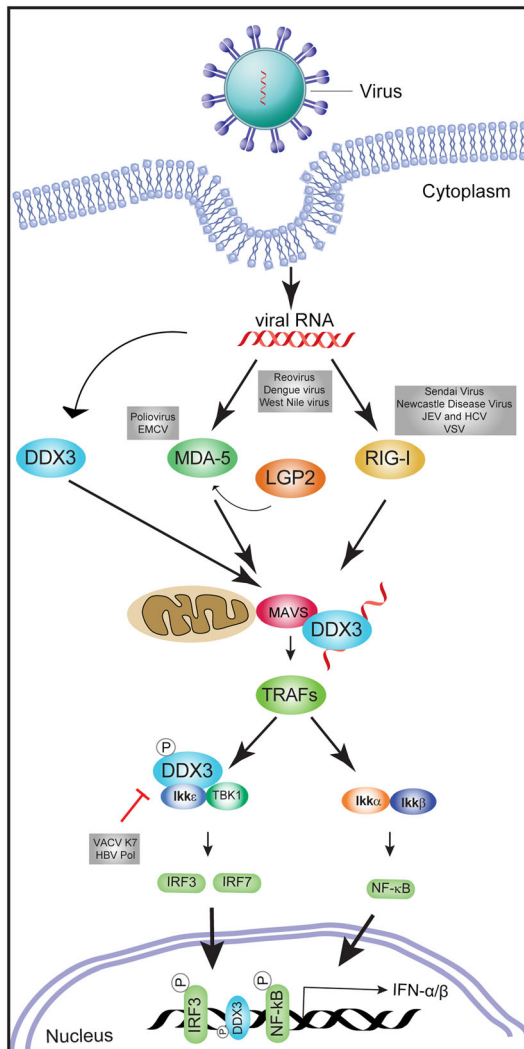 Virus
Cytoplasm
viral RNA
Reovirus
Dengue virus
West Nile virus
Sendai Virus
Newcastle Disease Virus
JEV and HCV
VSV
Poliovirus
EMCV
DDX3
MDA-5
LGP2
RIG-I
MAVS
DDX3
TRAFs
P
DDX3
Ikkε
TBK1
Ikkα
Ikkβ
VACV K7
HBV Pol
IRF3
IRF7
NF-κB
P
IRF3
P
DDX3
P
NF-kB
IFN-α/β
Nucleus